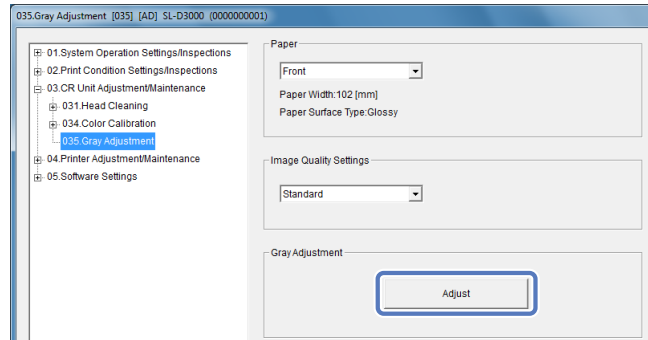 035.Gray Adjustment [035] [AD] SL-D3000 (0000000001)
01.System Operation Settings/Inspections
02.Print Condition Settings/Inspections
03.CR Unit Adjustment/Maintenance
031.Head Cleaning
034.Color Calibration
035.Gray Adjustment
04.Printer Adjustment/Maintenance
05.Software Settings
Paper
Front
Paper Width:102 [mm]
Paper Surface Type:Glossy
Image Quality Settings
Standard
Gray Adjustment
Adjust